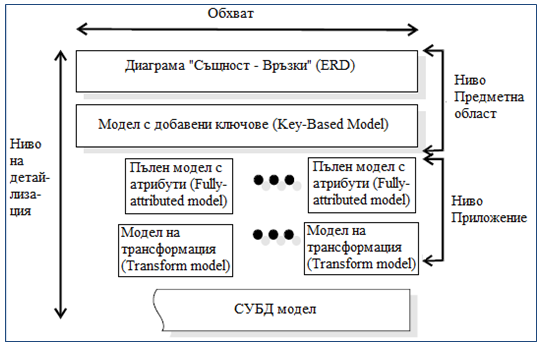 Обхват
Диаграма "Същност - Връзки" (ERD)
Ниво
Предметна
област
Модел с добавени ключове (Key-Based Model)
Ниво
на
детай-
лиза-
ция
Пълен модел с
атрибути (Fully-
attributed model)
Пълен модел с
атрибути (Fully-
attributed model)
Ниво
Приложение
Модел на
трансформация
(Transform model)
Модел на
трансформация
(Transform model)
СУБД модел